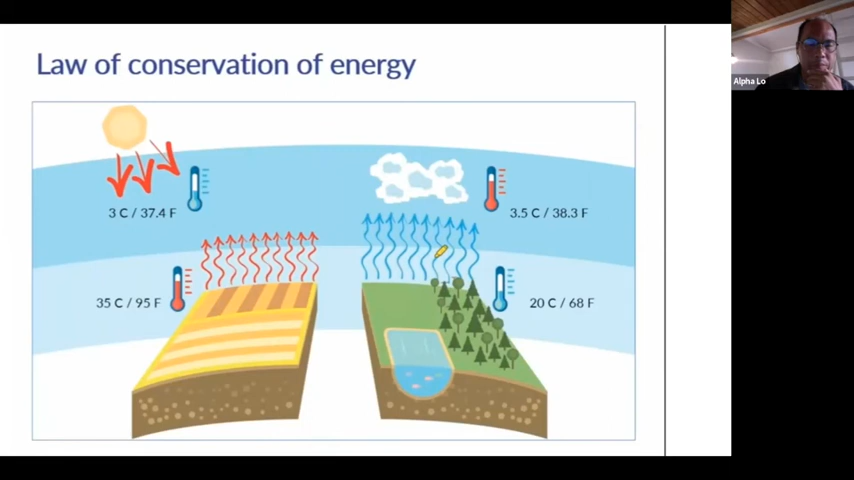 Law of conservation of energy
Alpha Lo
3 C / 37.4 F
3.5 C / 38.3 F
35 C / 95 F
20 C / 68 F